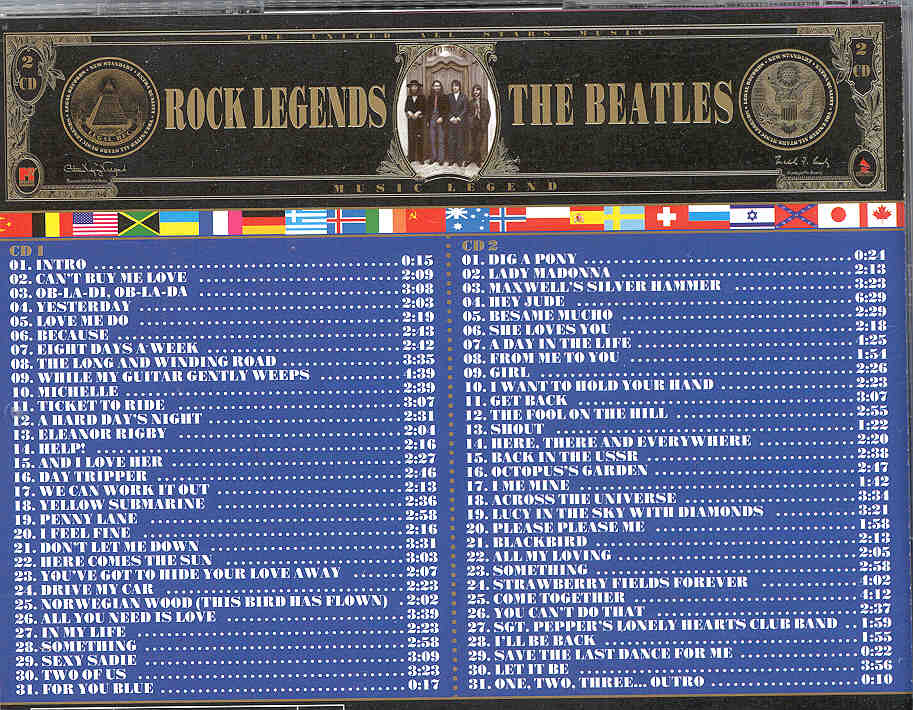 THE UNITED ALL STARS MUSIC
2 CD
ROCK LEGENDS
THE BEATLES
2 CD
MUSIC LEGEND
CD 1
01. INTRO 0:15
02. CAN'T BUY ME LOVE 2:09
03. OB-LA-DI, OB-LA-DA 3:08
04. YESTERDAY 2:03
05. LOVE ME DO 2:19
06. BECAUSE 2:43
07. EIGHT DAYS A WEEK 2:42
08. THE LONG AND WINDING ROAD 3:35
09. WHILE MY GUITAR GENTLY WEEPS 4:39
10. MICHELLE 2:39
11. TICKET TO RIDE 3:07
12. A HARD DAY'S NIGHT 2:31
13. ELEANOR RIGBY 2:04
14. HELP! 2:16
15. AND I LOVE HER 2:27
16. DAY TRIPPER 2:46
17. WE CAN WORK IT OUT 2:13
18. YELLOW SUBMARINE 2:36
19. PENNY LANE 2:58
20. I FEEL FINE 2:16
21. DON'T LET ME DOWN 3:31
22. HERE COMES THE SUN 3:03
23. YOU'VE GOT TO HIDE YOUR LOVE AWAY 2:07
24. DRIVE MY CAR 2:23
25. NORWEGIAN WOOD (THIS BIRD HAS FLOWN) 2:02
26. ALL YOU NEED IS LOVE 3:39
27. IN MY LIFE 2:23
28. SOMETHING 2:58
29. SEXY SADIE 3:09
30. TWO OF US 3:23
31. FOR YOU BLUE 0:17
CD 2
01. DIG A PONY 0:24
02. LADY MADONNA 2:13
03. MAXWELL'S SILVER HAMMER 3:23
04. HEY JUDE 6:29
05. BESAME MUCHO 2:29
06. SHE LOVES YOU 2:18
07. A DAY IN THE LIFE 4:25
08. FROM ME TO YOU 1:54
09. GIRL 2:26
10. I WANT TO HOLD YOUR HAND 2:23
11. GET BACK 3:07
12. THE FOOL ON THE HILL 2:55
13. SHOUT 1:22
14. HERE, THERE AND EVERYWHERE 2:20
15. BACK IN THE USSR 2:38
16. OCTOPUS'S GARDEN 2:47
17. I ME MINE 1:42
18. ACROSS THE UNIVERSE 3:34
19. LUCY IN THE SKY WITH DIAMONDS 3:21
20. PLEASE PLEASE ME 1:58
21. BLACKBIRD 2:13
22. ALL MY LOVING 2:05
23. SOMETHING 2:58
24. STRAWBERRY FIELDS FOREVER 4:02
25. COME TOGETHER 4:12
26. YOU CAN'T DO THAT 2:37
27. SGT. PEPPER'S LONELY HEARTS CLUB BAND 1:59
28. I'LL BE BACK 1:55
29. SAVE THE LAST DANCE FOR ME 0:22
30. LET IT BE 3:56
31. ONE, TWO, THREE... OUTRO 0:10